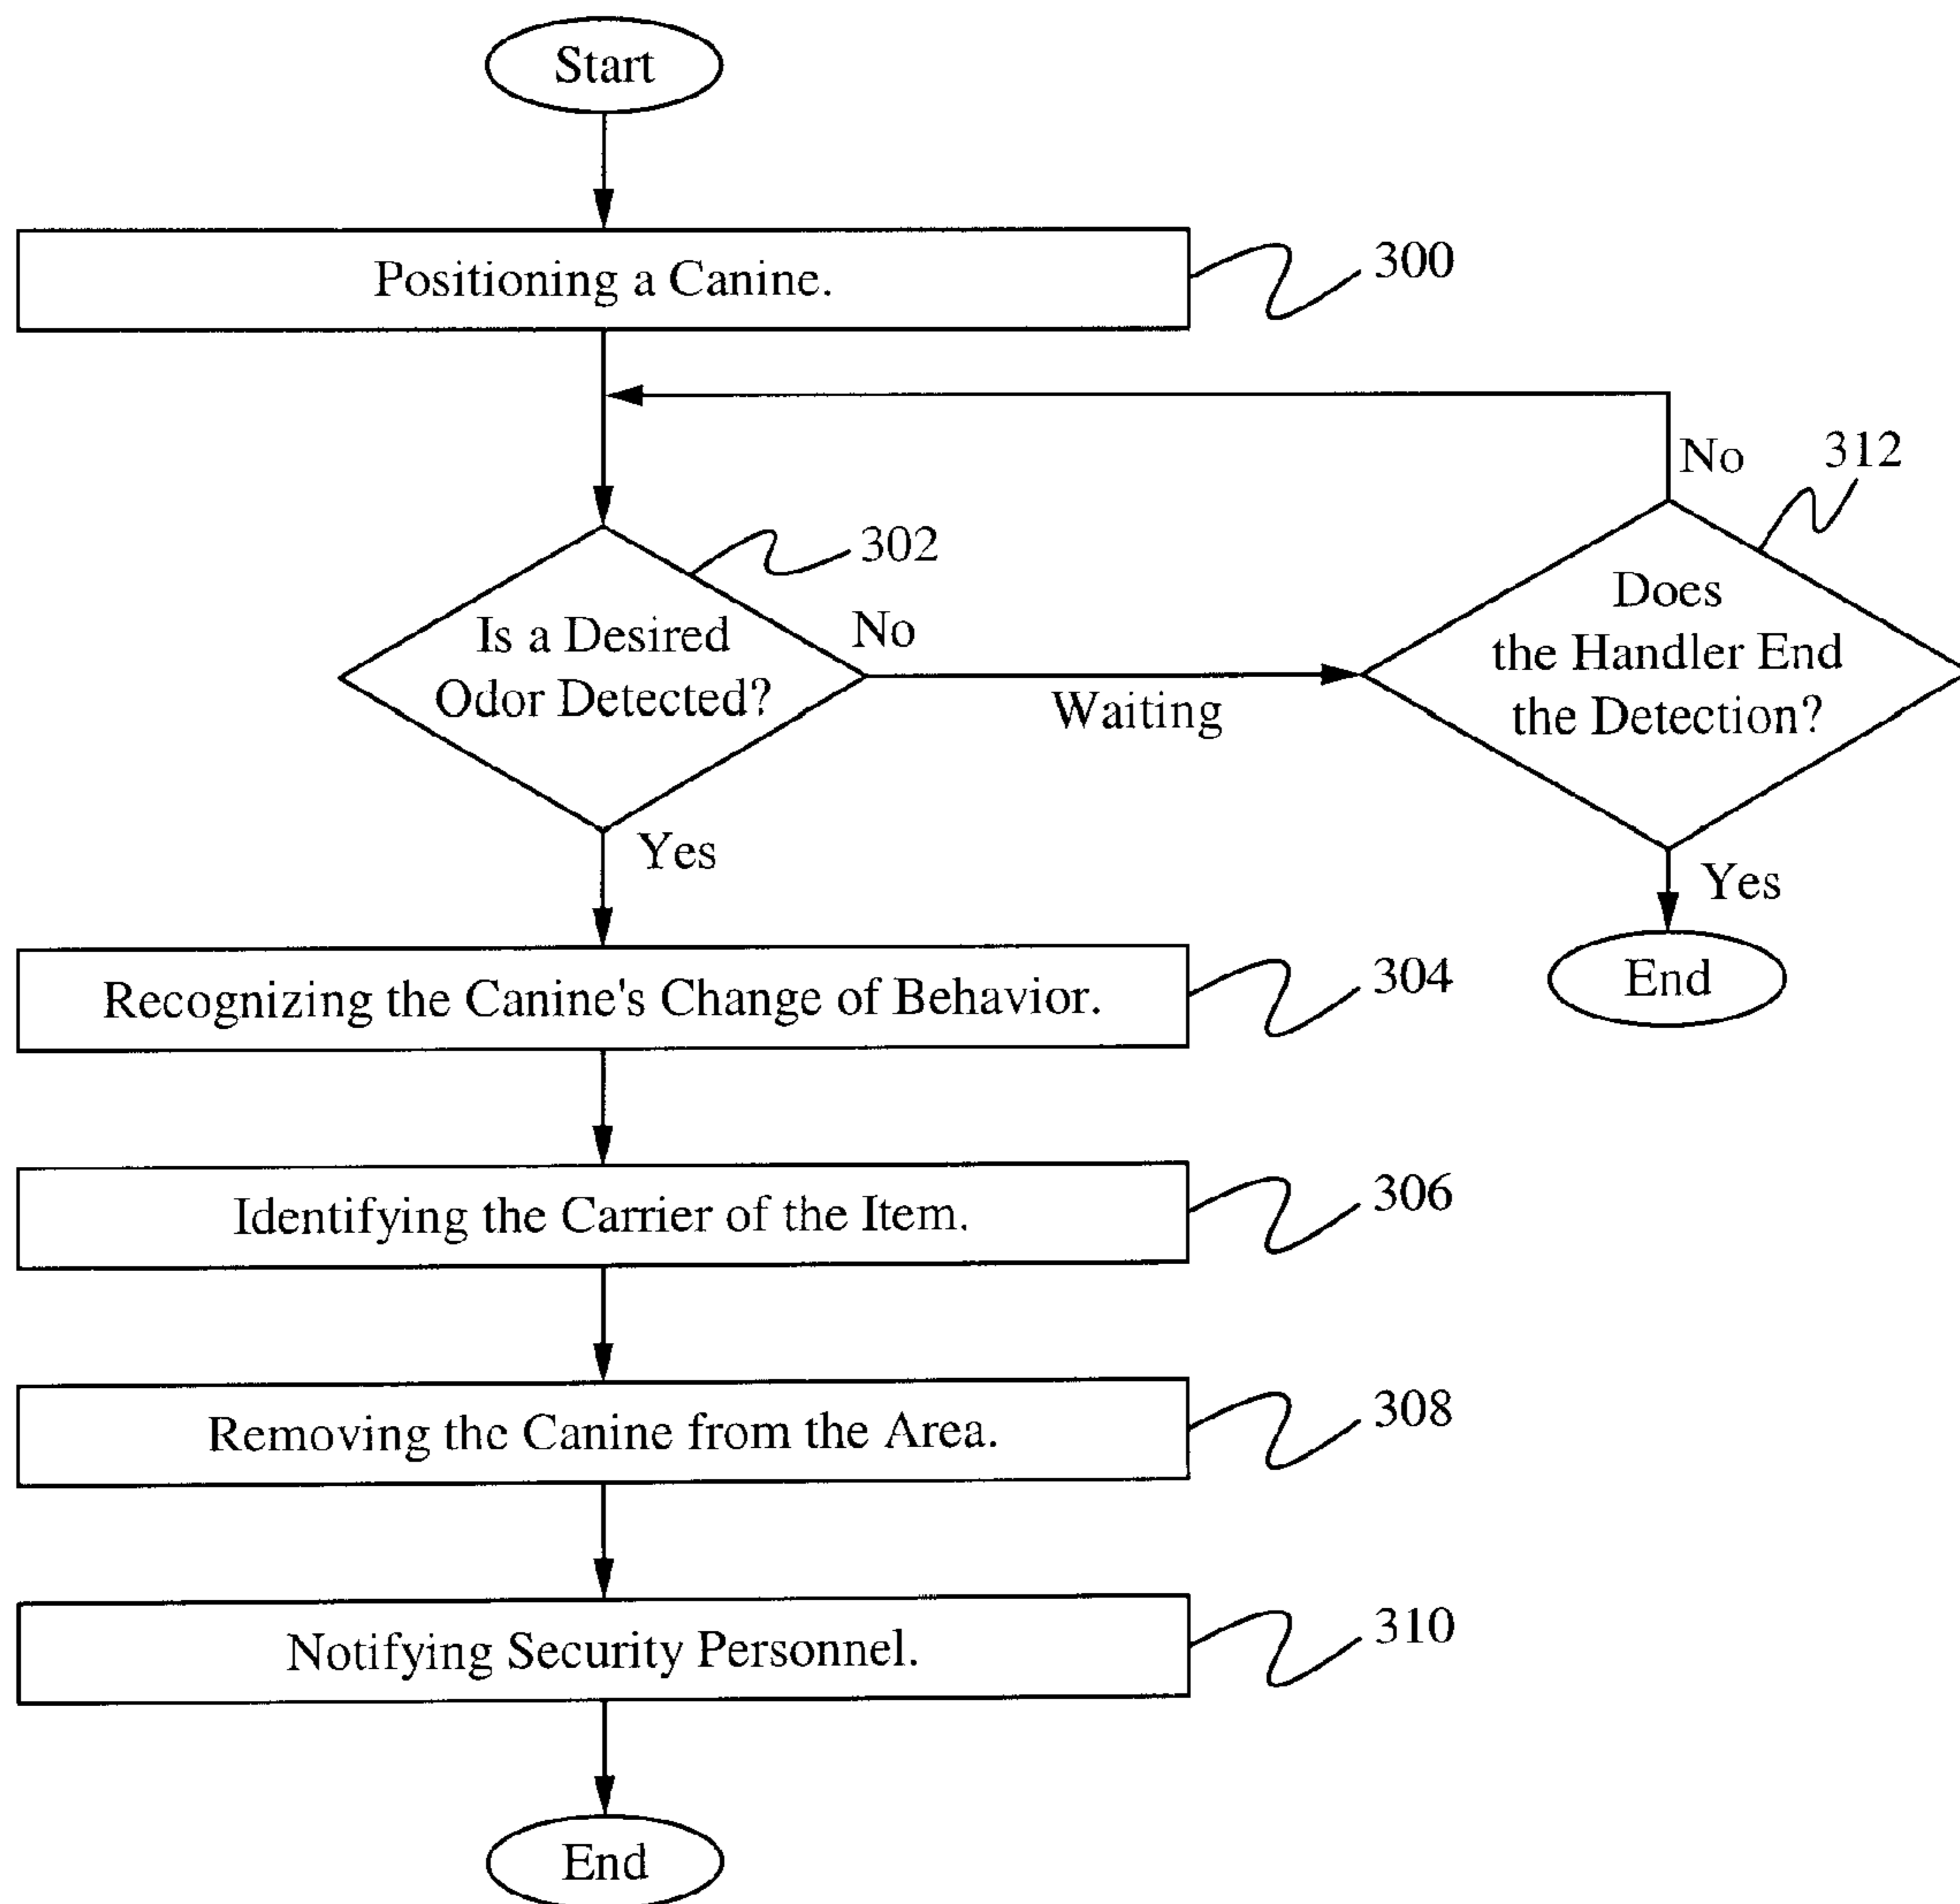 Start
Positioning a Canine.
300
No
312
302
Is a Desired
Odor Detected?
No
Waiting
Does
the Handler End
the Detection?
Yes
Yes
Recognizing the Canine's Change of Behavior.
304
End
Identifying the Carrier of the Item.
306
Removing the Canine from the Area.
308
Notifying Security Personnel.
310
End